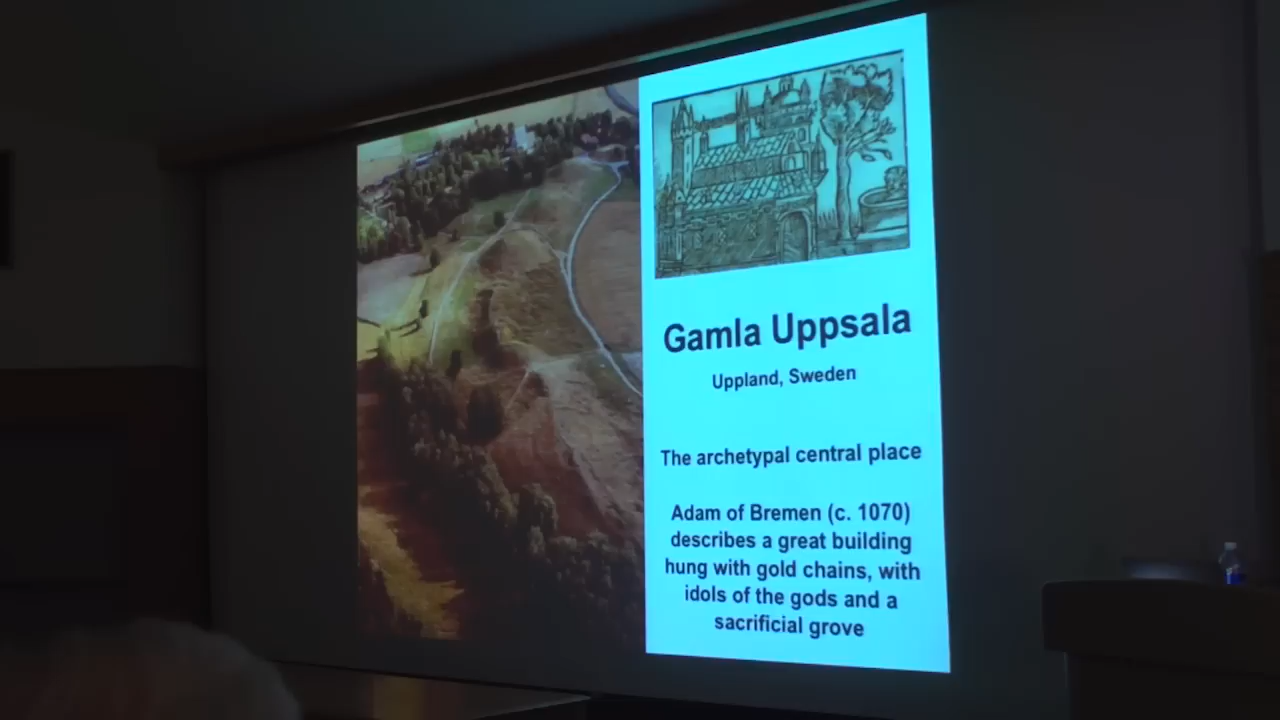 Gamla Uppsala
Uppland, Sweden
The archetypal central place
Adam of Bremen (c. 1070)
describes a great building
hung with gold chains, with
idols of the gods and a
sacrificial grove